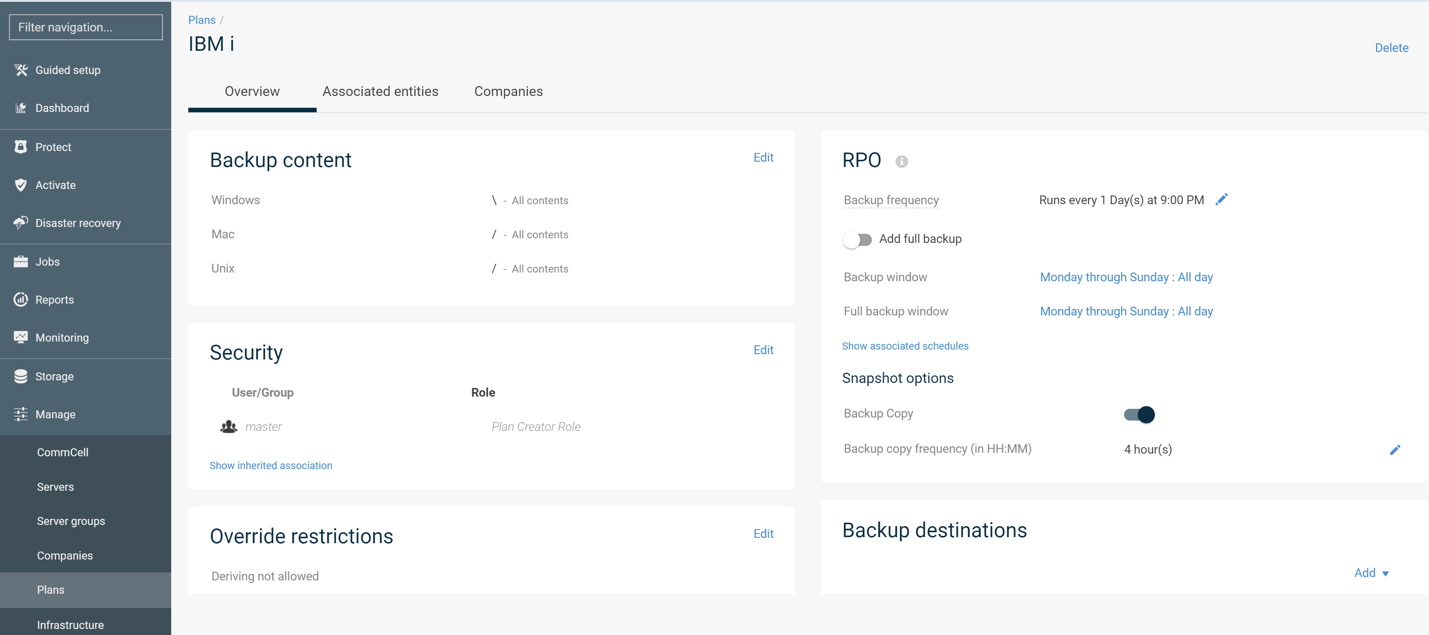 Filter navigation...
Guided setup
Dashboard
Protect
Activate
Disaster recovery
Jobs
Reports
Monitoring
Storage
Manage
CommCell
Servers
Server groups
Companies
Plans
Infrastructure
Plans /
IBM i
Delete
Overview Associated entities Companies
Backup content Edit
Windows \ - All contents
Mac / - All contents
Unix / - All contents
Security Edit
User/Group Role
master Plan Creator Role
Show inherited association
Override restrictions Edit
Deriving not allowed
RPO
Backup frequency Runs every 1 Day(s) at 9:00 PM
Add full backup
Backup window Monday through Sunday : All day
Full backup window Monday through Sunday : All day
Show associated schedules
Snapshot options
Backup Copy
Backup copy frequency (in HH:MM) 4 hour(s)
Backup destinations
Add